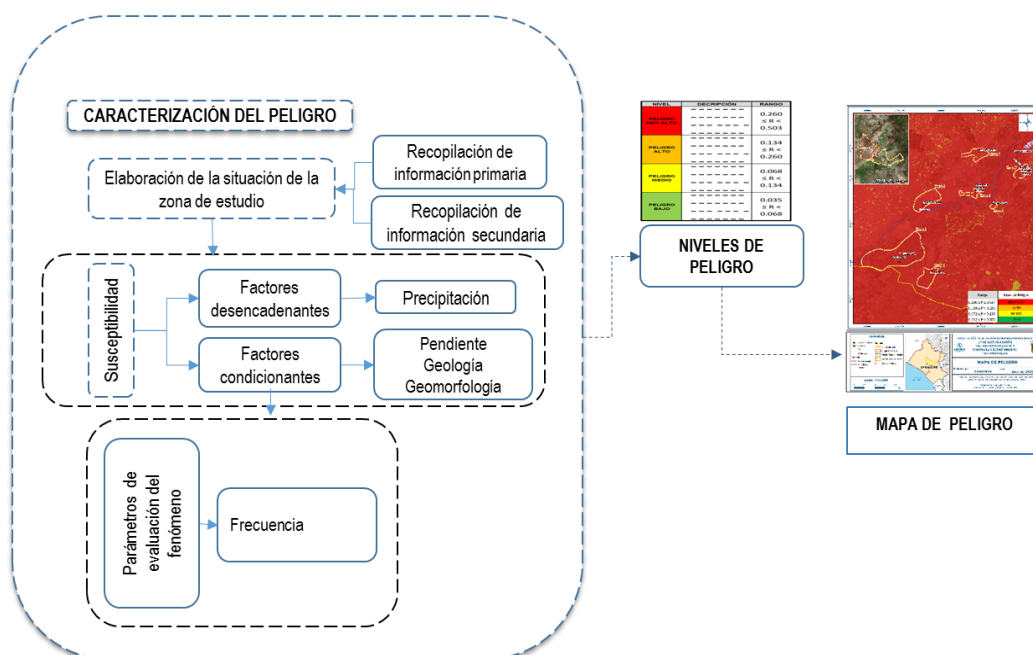 CARACTERIZACIÓN DEL PELIGRO
Elaboración de la situación de la
zona de estudio
Recopilación de
información primaria
Recopilación de
información secundaria
Susceptibilidad
Factores
desencadenantes
Precipitación
Factores
condicionantes
Pendiente
Geología
Geomorfología
Parámetros de
evaluación del
fenómeno
Frecuencia
NIVEL DECRIPCIÓN RANGO
PELIGRO
MUY ALTO
0.260
≤ R <
0.503
PELIGRO
ALTO
0.134
≤ R <
0.260
PELIGRO
MEDIO
0.068
≤ R <
0.134
PELIGRO
BAJO
0.035
≤ R <
0.068
NIVELES DE
PELIGRO
MAPA DE PELIGRO
MAPA DE PELIGRO